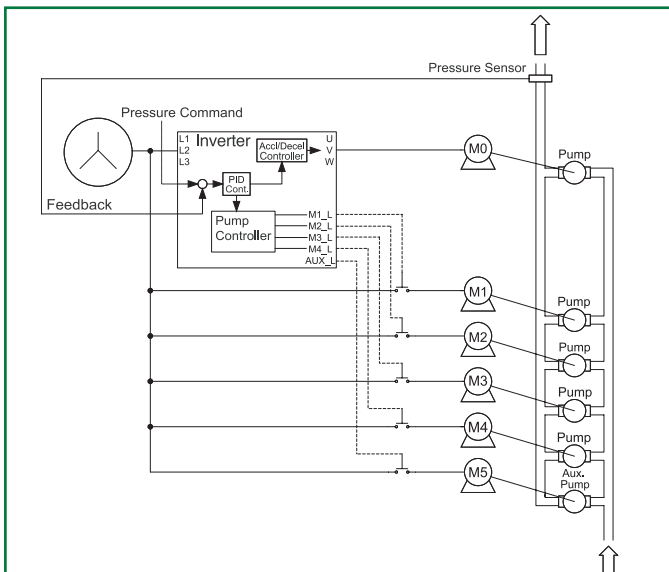 Pressure Sensor
Pressure Command
L1
L2
L3
Inverter
Accl/Decel
Controller
U
V
W
M0
Pump
PID
Cont.
Feedback
Pump
Controller
M1_L
M2_L
M3_L
M4_L
AUX_L
M1
Pump
M2
Pump
M3
Pump
M4
Pump
M5
Aux.
Pump